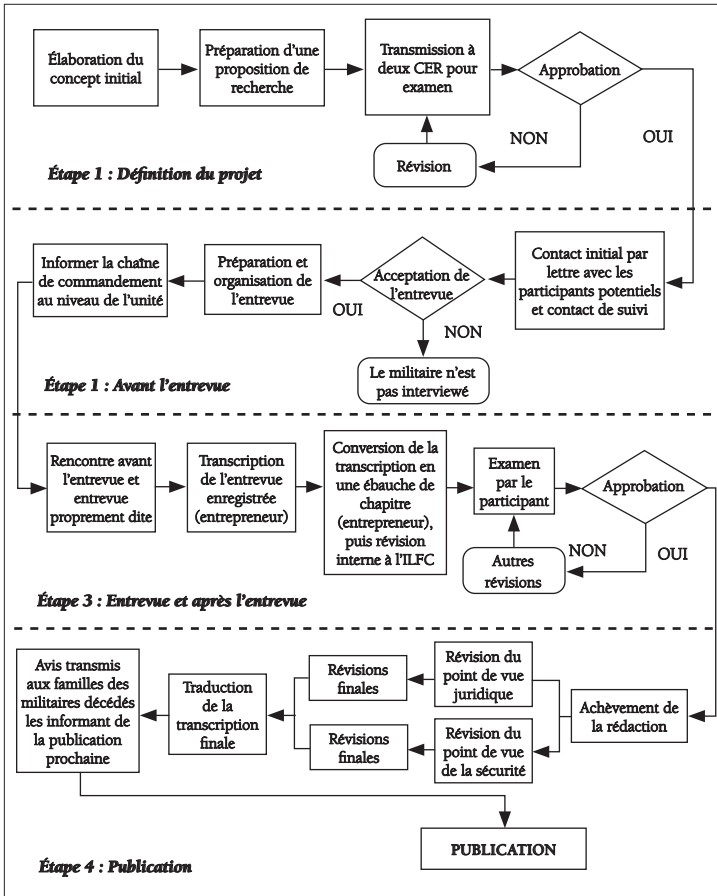 Élaboration du
concept initial
Préparation d'une
proposition de
recherche
Transmission à
deux CER pour
examen
Approbation
NON
OUI
Révision
Étape 1 : Définition du projet
Contact initial par
lettre avec les
participants potentiels
et contact de suivi
Acceptation de
l'entrevue
OUI
NON
Préparation et
organisation de
l'entrevue
Informer la chaîne
de commandement
au niveau de l'unité
Le militaire n'est
pas interviewé
Étape 1 : Avant l'entrevue
Rencontre avant
l'entrevue et
entrevue
proprement dite
Transcription
de l'entrevue
enregistrée
(entrepreneur)
Conversion de la
transcription en
une ébauche de
chapitre
(entrepreneur),
puis révision
interne à l'ILFC
Examen
par le
participant
Approbation
NON
OUI
Autres
révisions
Étape 3 : Entrevue et après l'entrevue
Achèvement de
la rédaction
Révision du
point de vue
juridique
Révisions
finales
Révision du
point de vue
de la sécurité
Révisions
finales
Traduction
de la
transcription
finale
Avis transmis
aux familles des
militaires décédés
les informant de
la publication
prochaine
PUBLICATION
Étape 4 : Publication